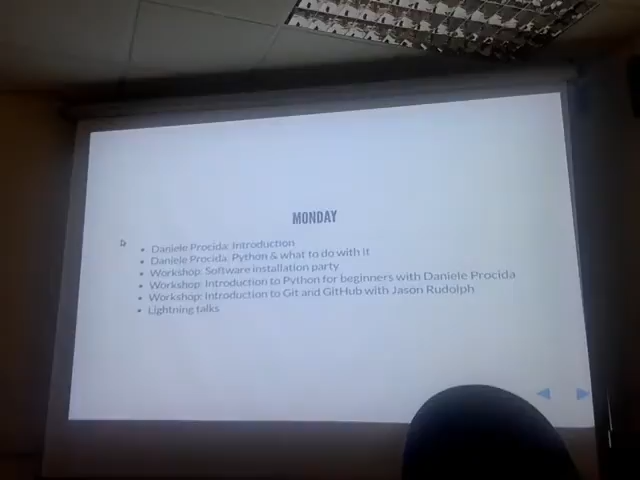 MONDAY
• Daniele Procida: Introduction
• Daniele Procida: Python & what to do with it
• Workshop: Software installation party
• Workshop: Introduction to Python for beginners with Daniele Procida
• Workshop: Introduction to Git and GitHub with Jason Rudolph
• Lightning talks